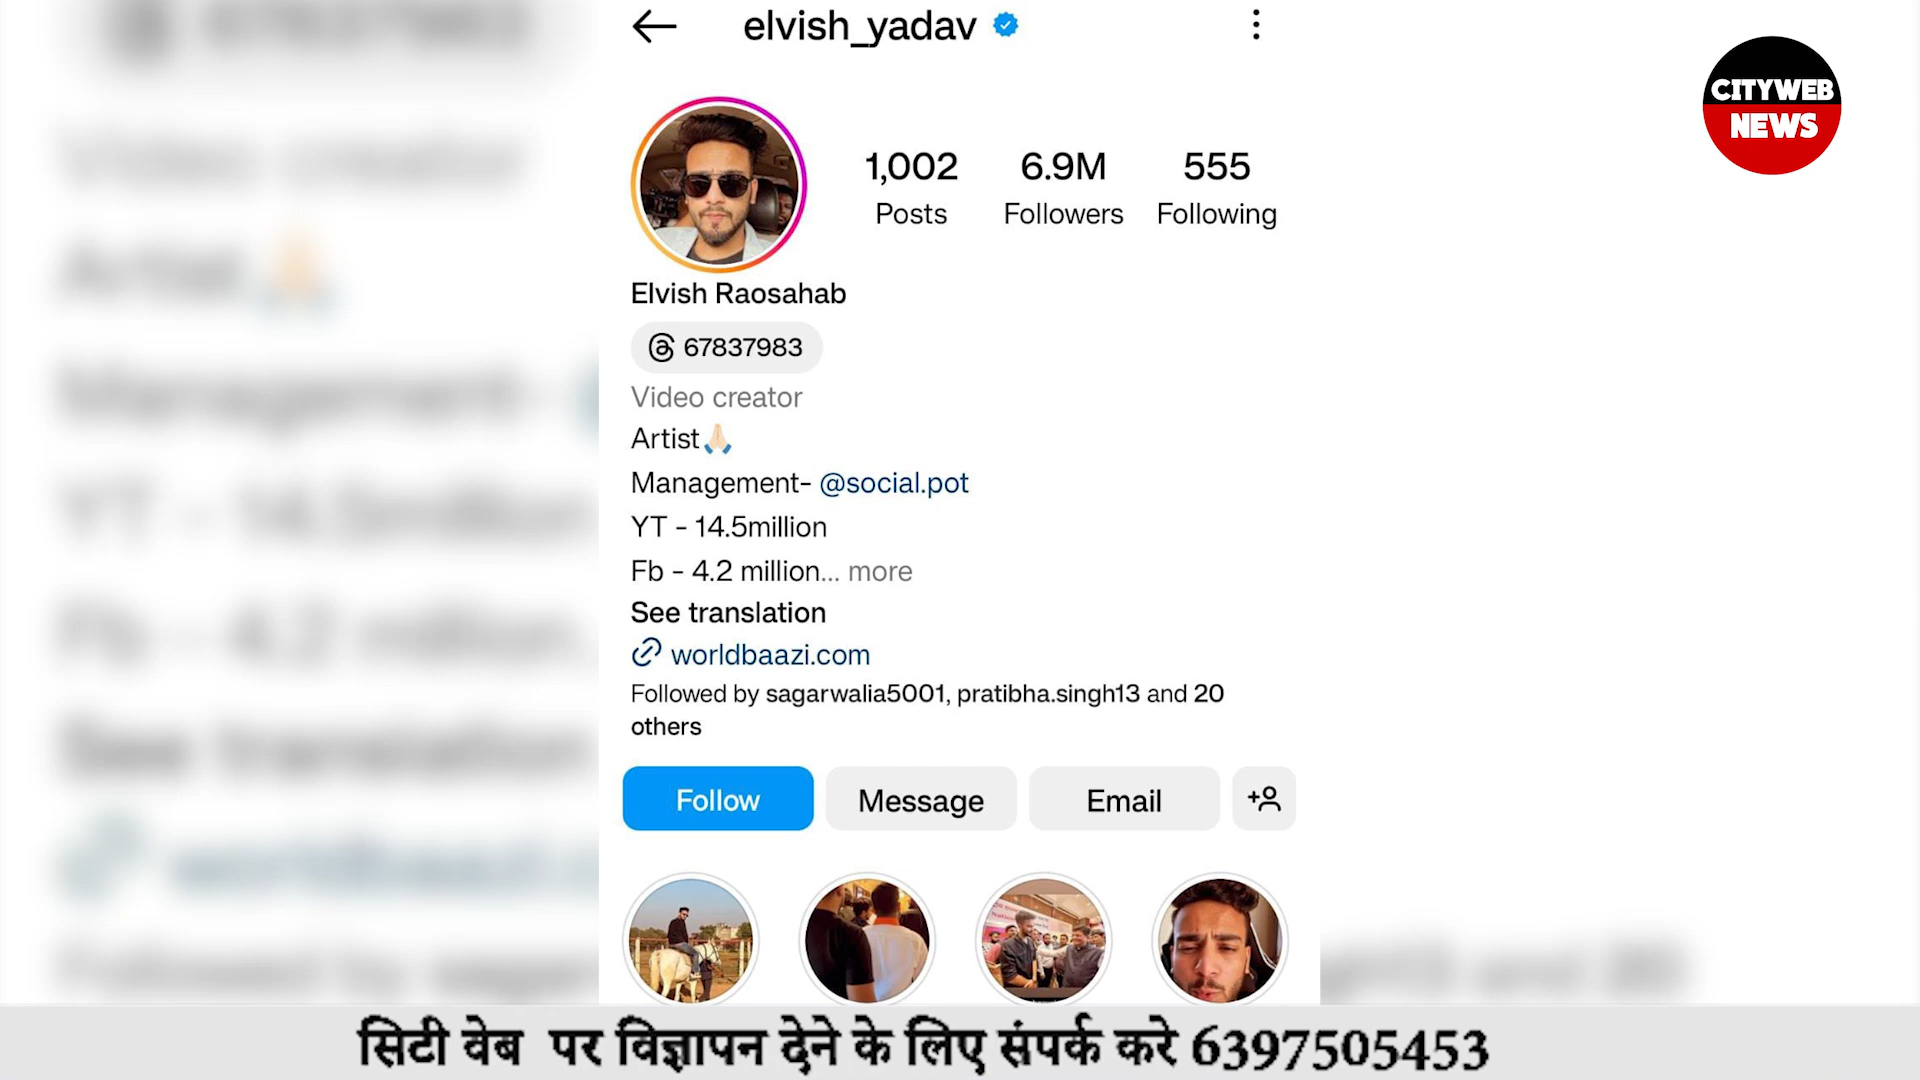 elvish_yadav
CITYWEB
NEWS
1,002 6.9M 555
Posts Followers Following
Elvish Raosahab
67837983
Video creator
Artist🙏🏻
Management- @social.pot
YT - 14.5million
Fb - 4.2 million... more
See translation
worldbaazi.com
Followed by sagarwalia5001, pratibha.singh13 and 20
others
Follow Message Email
सिटी वेब पर विज्ञापन देने के लिए संपर्क करे 6397505453